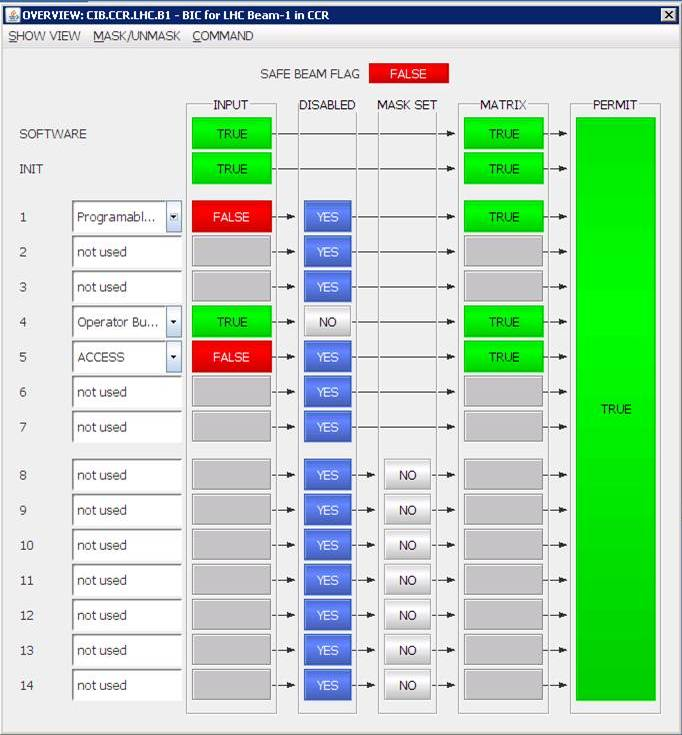 OVERVIEW: CIB.CCR.LHC.B1 - BIC for LHC Beam-1 in CCR
SHOW VIEW MASK/UNMASK COMMAND
SAFE BEAM FLAG FALSE
INPUT DISABLED MASK SET MATRIX PERMIT
SOFTWARE TRUE TRUE
INIT TRUE TRUE
1 Programabl... FALSE YES TRUE
2 not used YES
3 not used YES
4 Operator Bu... TRUE NO TRUE
5 ACCESS FALSE YES TRUE
6 not used YES
TRUE
7 not used YES
8 not used YES NO
9 not used YES NO
10 not used YES NO
11 not used YES NO
12 not used YES NO
13 not used YES NO
14 not used YES NO